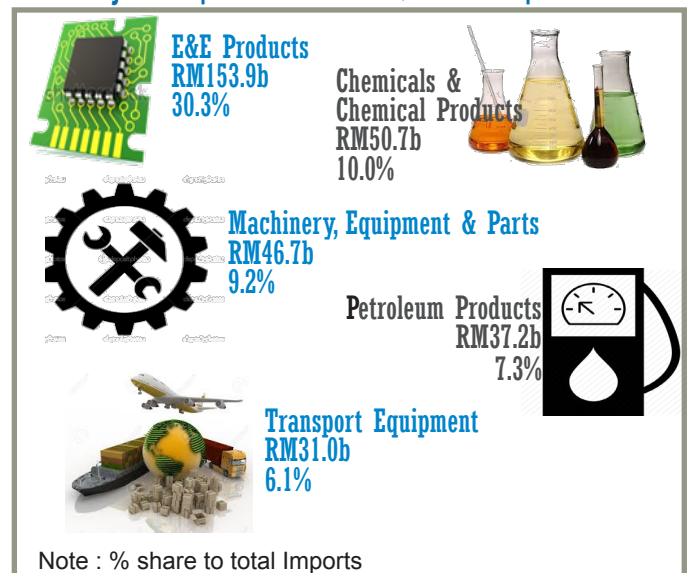 E&E Products
RM153.9b
30.3%
Chemicals &
Chemical Products
RM50.7b
10.0%
Machinery, Equipment & Parts
RM46.7b
9.2%
Petroleum Products
RM37.2b
7.3%
Transport Equipment
RM31.0b
6.1%
Note : % share to total Imports